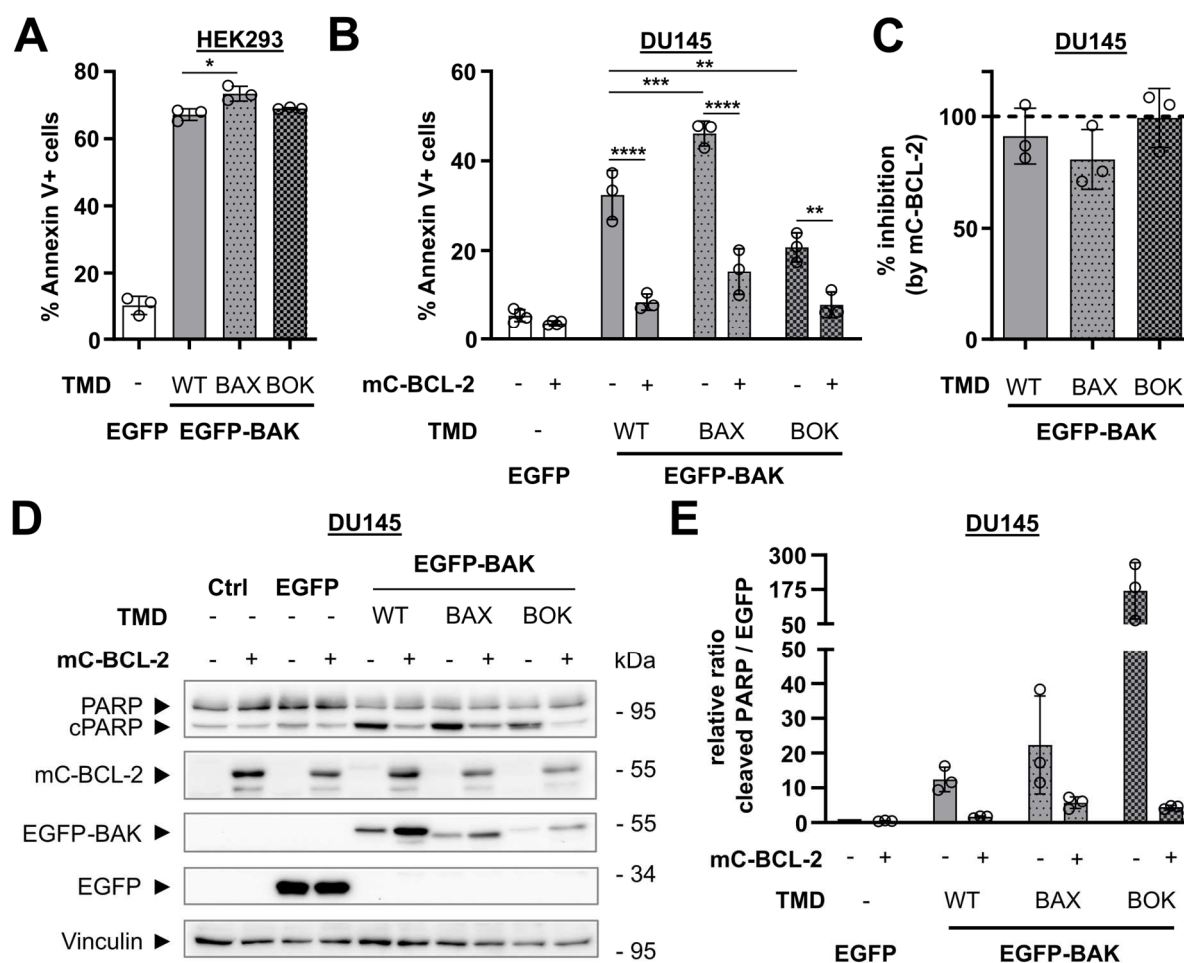 A
HEK293
% Annexin V+ cells
80
60
40
20
0
*
TMD - WT BAX BOK
EGFP EGFP-BAK
B
DU145
% Annexin V+ cells
60
40
20
0
**
*** ****
****
**
mC-BCL-2 - + - + - + - +
TMD - WT BAX BOK
EGFP EGFP-BAK
C
DU145
% inhibition
(by mC-BCL-2)
100
50
0
TMD WT BAX BOK
EGFP-BAK
D
DU145
EGFP-BAK
Ctrl EGFP
TMD - - - - WT BAX BOK
mC-BCL-2 - + - + - + - + - + kDa
PARP - 95
cPARP
mC-BCL-2 - 55
EGFP-BAK - 55
EGFP - 34
Vinculin - 95
E
DU145
relative ratio
cleaved PARP / EGFP
300
175
50
50
40
30
20
10
0
mC-BCL-2 - + - + - + - +
TMD - WT BAX BOK
EGFP EGFP-BAK